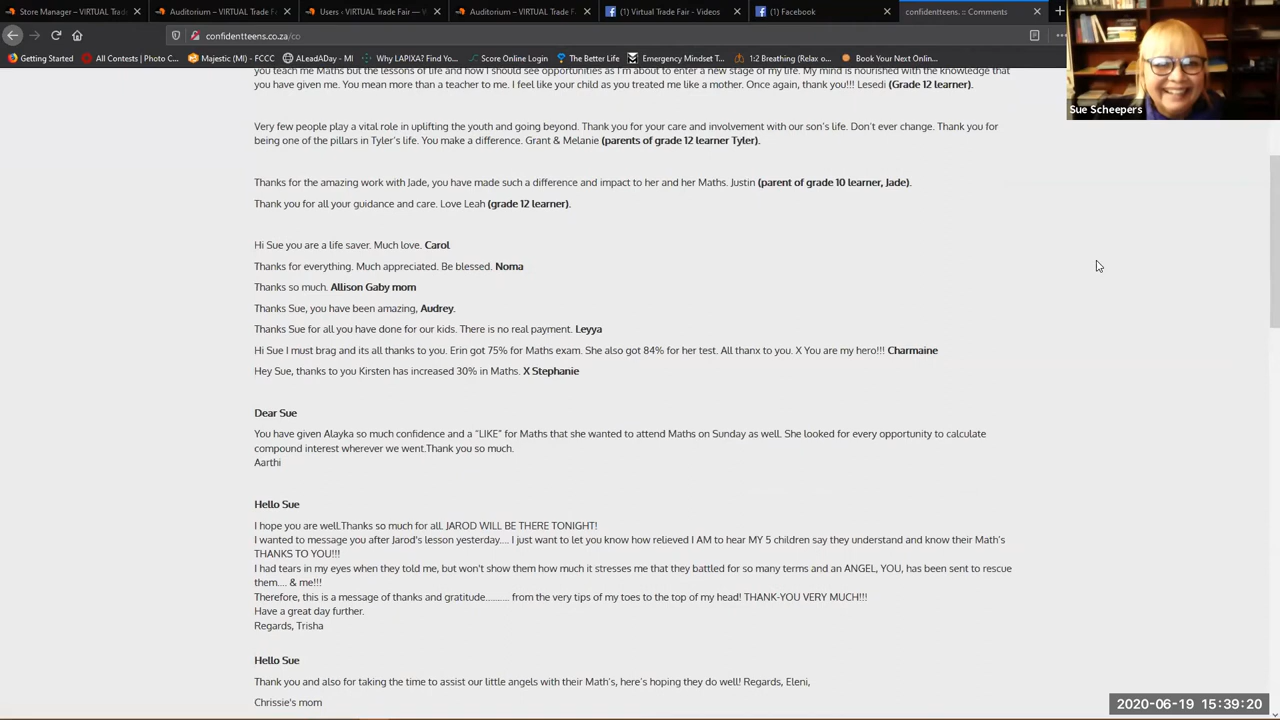 Store Manager – VIRTUAL Trade
Auditorium – VIRTUAL Trade F
Users ‹ VIRTUAL Trade Fair —
Auditorium – VIRTUAL Trade F
(1) Virtual Trade Fair - Videos
(1) Facebook
confidentteens. :: Comments
confidentteens.co.za/co
Getting Started
All Contests | Photo C...
Majestic (MI) - FCCC
ALeadADay - MI
Why LAPIXA? Find Yo...
Score Online Login
The Better Life
Emergency Mindset T...
1:2 Breathing (Relax o...
Book Your Next Onlin...
Sue Scheepers
you teach me Maths but the lessons of life and how I should see opportunities as I'm about to enter a new stage of my life. My mind is nourished with the knowledge that
you have given me. You mean more than a teacher to me. I feel like your child as you treated me like a mother. Once again, thank you!!! Lesedi (Grade 12 learner).
Very few people play a vital role in uplifting the youth and going beyond. Thank you for your care and involvement with our son's life. Don't ever change. Thank you for
being one of the pillars in Tyler's life. You make a difference. Grant & Melanie (parents of grade 12 learner Tyler).
Thanks for the amazing work with Jade, you have made such a difference and impact to her and her Maths. Justin (parent of grade 10 learner, Jade).
Thank you for all your guidance and care. Love Leah (grade 12 learner).
Hi Sue you are a life saver. Much love. Carol
Thanks for everything. Much appreciated. Be blessed. Noma
Thanks so much. Allison Gaby mom
Thanks Sue, you have been amazing, Audrey.
Thanks Sue for all you have done for our kids. There is no real payment. Leyya
Hi Sue I must brag and its all thanks to you. Erin got 75% for Maths exam. She also got 84% for her test. All thanx to you. X You are my hero!!! Charmaine
Hey Sue, thanks to you Kirsten has increased 30% in Maths. X Stephanie
Dear Sue
You have given Alayka so much confidence and a "LIKE" for Maths that she wanted to attend Maths on Sunday as well. She looked for every opportunity to calculate
compound interest wherever we went.Thank you so much.
Aarthi
Hello Sue
I hope you are well.Thanks so much for all. JAROD WILL BE THERE TONIGHT!
I wanted to message you after Jarod's lesson yesterday.... I just want to let you know how relieved I AM to hear MY 5 children say they understand and know their Math's
THANKS TO YOU!!!
I had tears in my eyes when they told me, but won't show them how much it stresses me that they battled for so many terms and an ANGEL, YOU, has been sent to rescue
them.... & me!!!
Therefore, this is a message of thanks and gratitude.......... from the very tips of my toes to the top of my head! THANK-YOU VERY MUCH!!!
Have a great day further.
Regards, Trisha
Hello Sue
Thank you and also for taking the time to assist our little angels with their Math's, here's hoping they do well! Regards, Eleni,
Chrissie's mom
2020-06-19 15:39:20